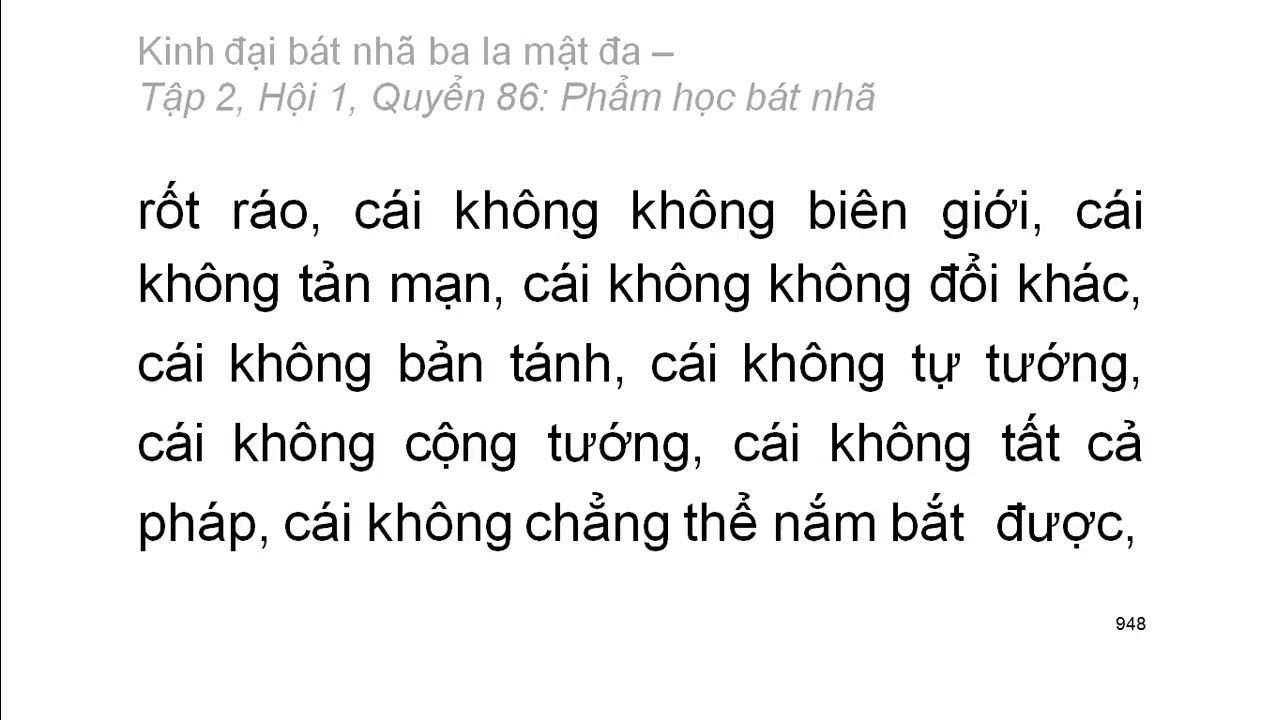 Kinh đại bát nhã ba la mật đa –
Tập 2, Hội 1, Quyển 86: Phẩm học bát nhã
rốt ráo, cái không không biên giới, cái
không tản mạn, cái không không đổi khác,
cái không bản tánh, cái không tự tướng,
cái không cộng tướng, cái không tất cả
pháp, cái không chẳng thể nắm bắt được,
948